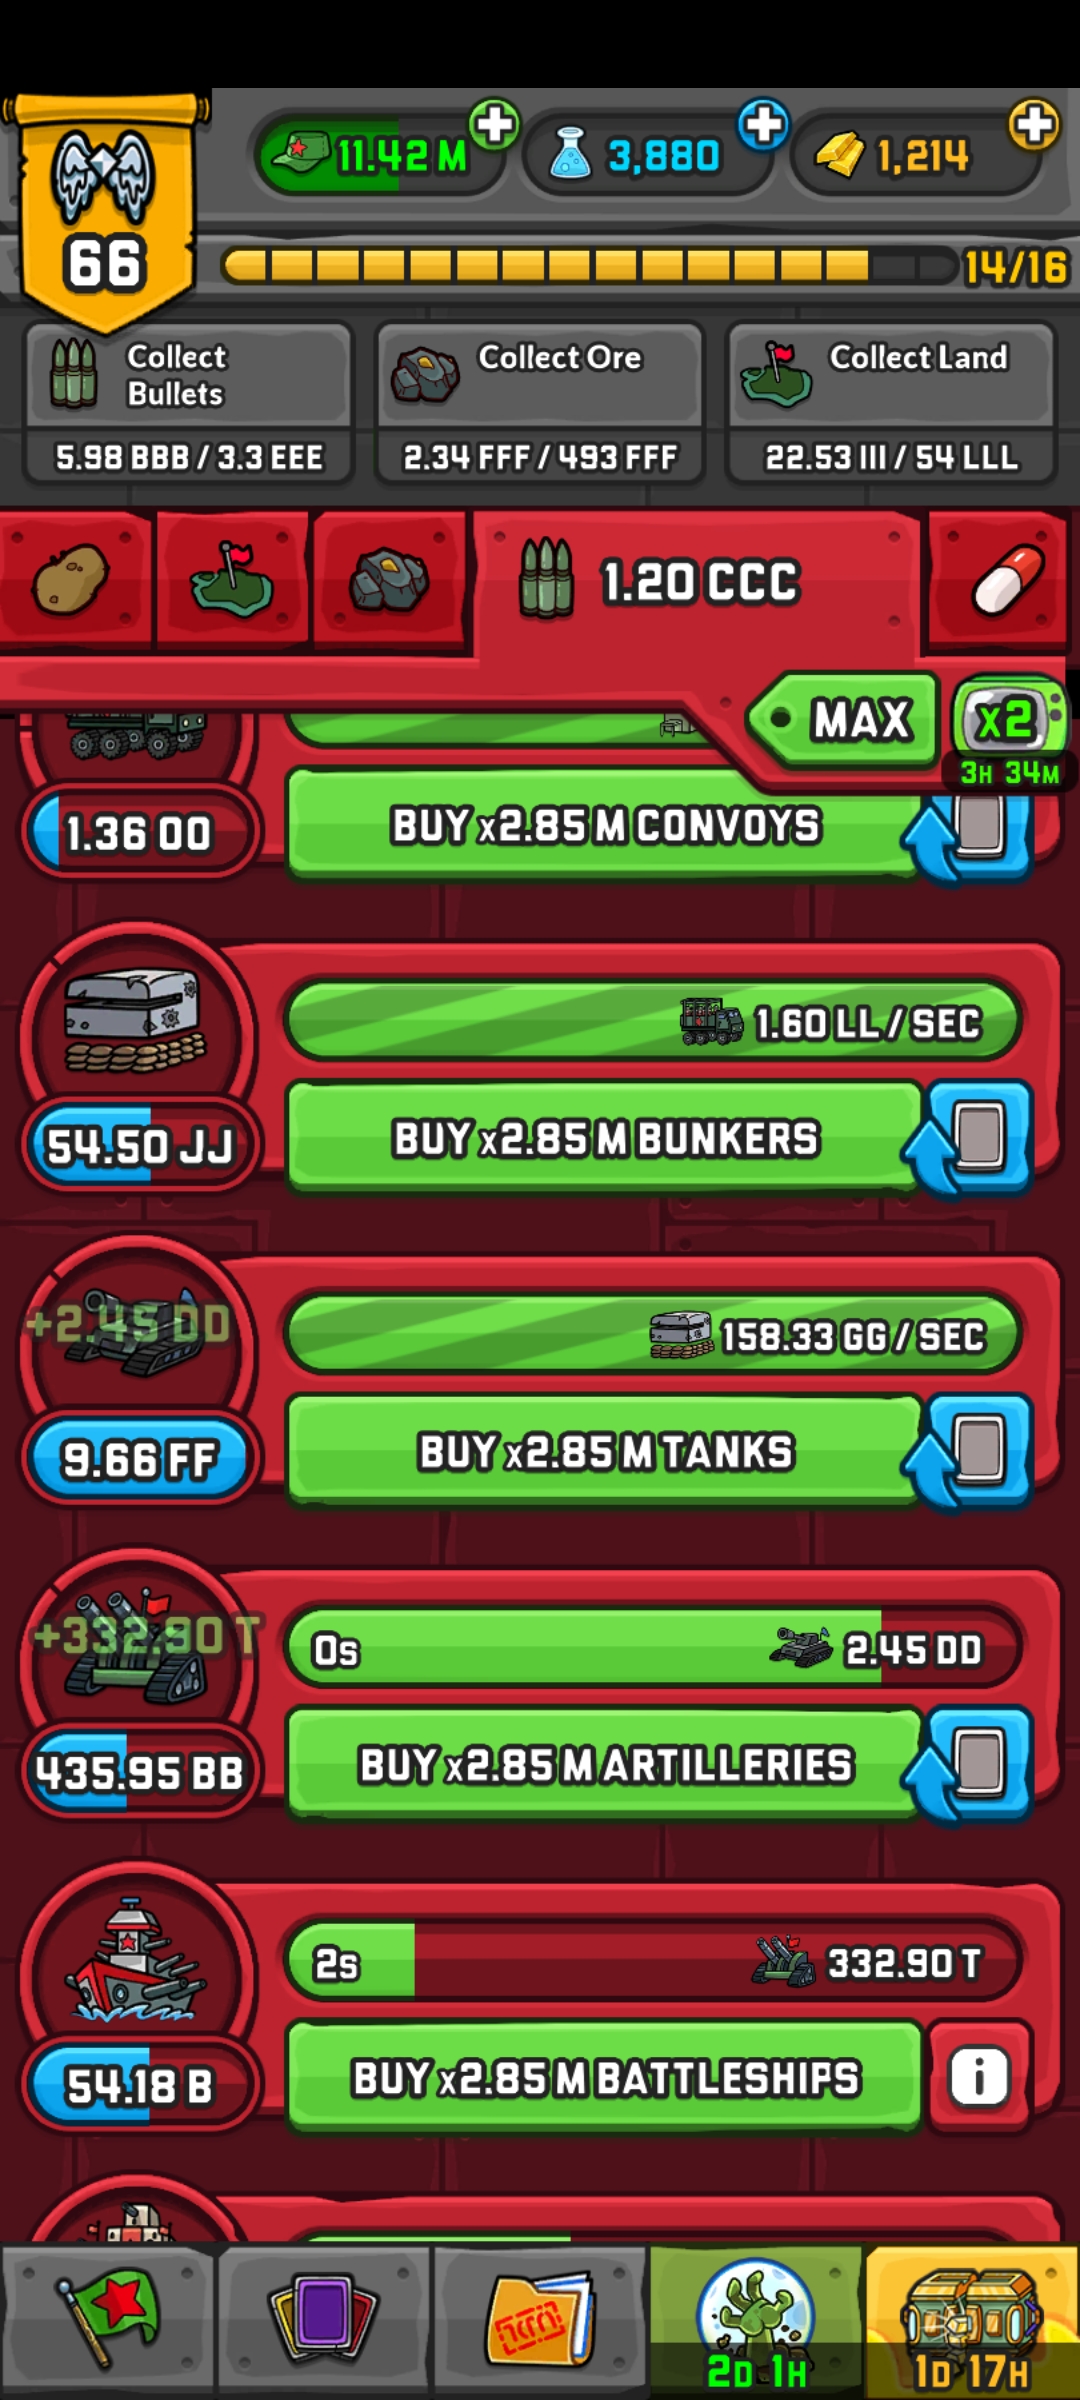 11.42 M
3,880
1,214
66
14/16
Collect
Bullets
Collect Ore
Collect Land
5.98 BBB / 3.3 EEE
2.34 FFF / 493 FFF
22.53 III / 54 LLL
1.20 CCC
MAX
x2
3H 34M
1.36 OO
BUY x2.85 M CONVOYS
1.60 LL / SEC
54.50 JJ
BUY x2.85 M BUNKERS
+2.45 DD
158.33 GG / SEC
9.66 FF
BUY x2.85 M TANKS
+332.90 T
0s
2.45 DD
435.95 BB
BUY x2.85 M ARTILLERIES
2s
332.90 T
54.18 B
BUY x2.85 M BATTLESHIPS
i
2D 1H
1D 17H